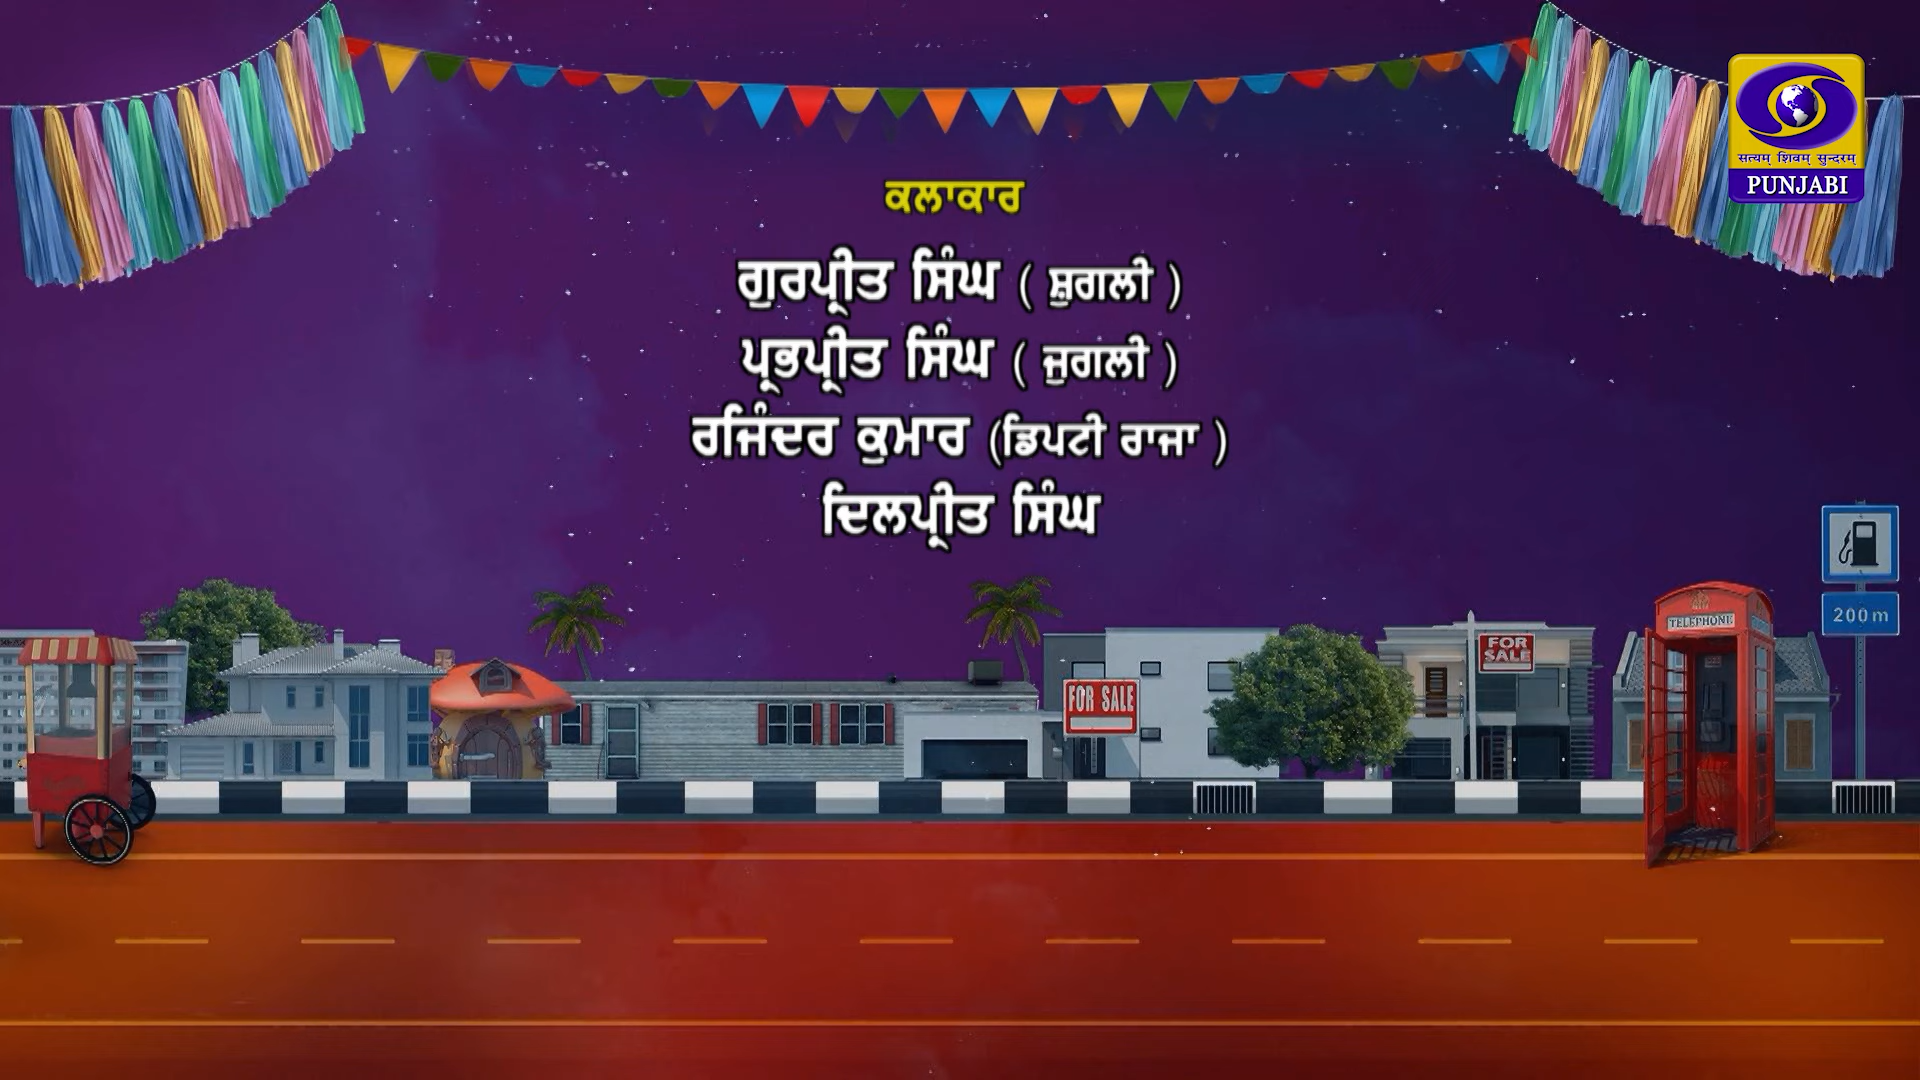 सत्यम् शिवम् सुन्दरम्
PUNJABI
ਕਲਾਕਾਰ
ਗੁਰਪ੍ਰੀਤ ਸਿੰਘ ( ਸ਼ੁਗਲੀ )
ਪ੍ਰਭਪ੍ਰੀਤ ਸਿੰਘ ( ਜੁਗਲੀ )
ਰਜਿੰਦਰ ਕੁਮਾਰ (ਡਿਪਟੀ ਰਾਜਾ )
ਦਿਲਪ੍ਰੀਤ ਸਿੰਘ
200m
TELEPHONE
FOR
SALE
FOR SALE